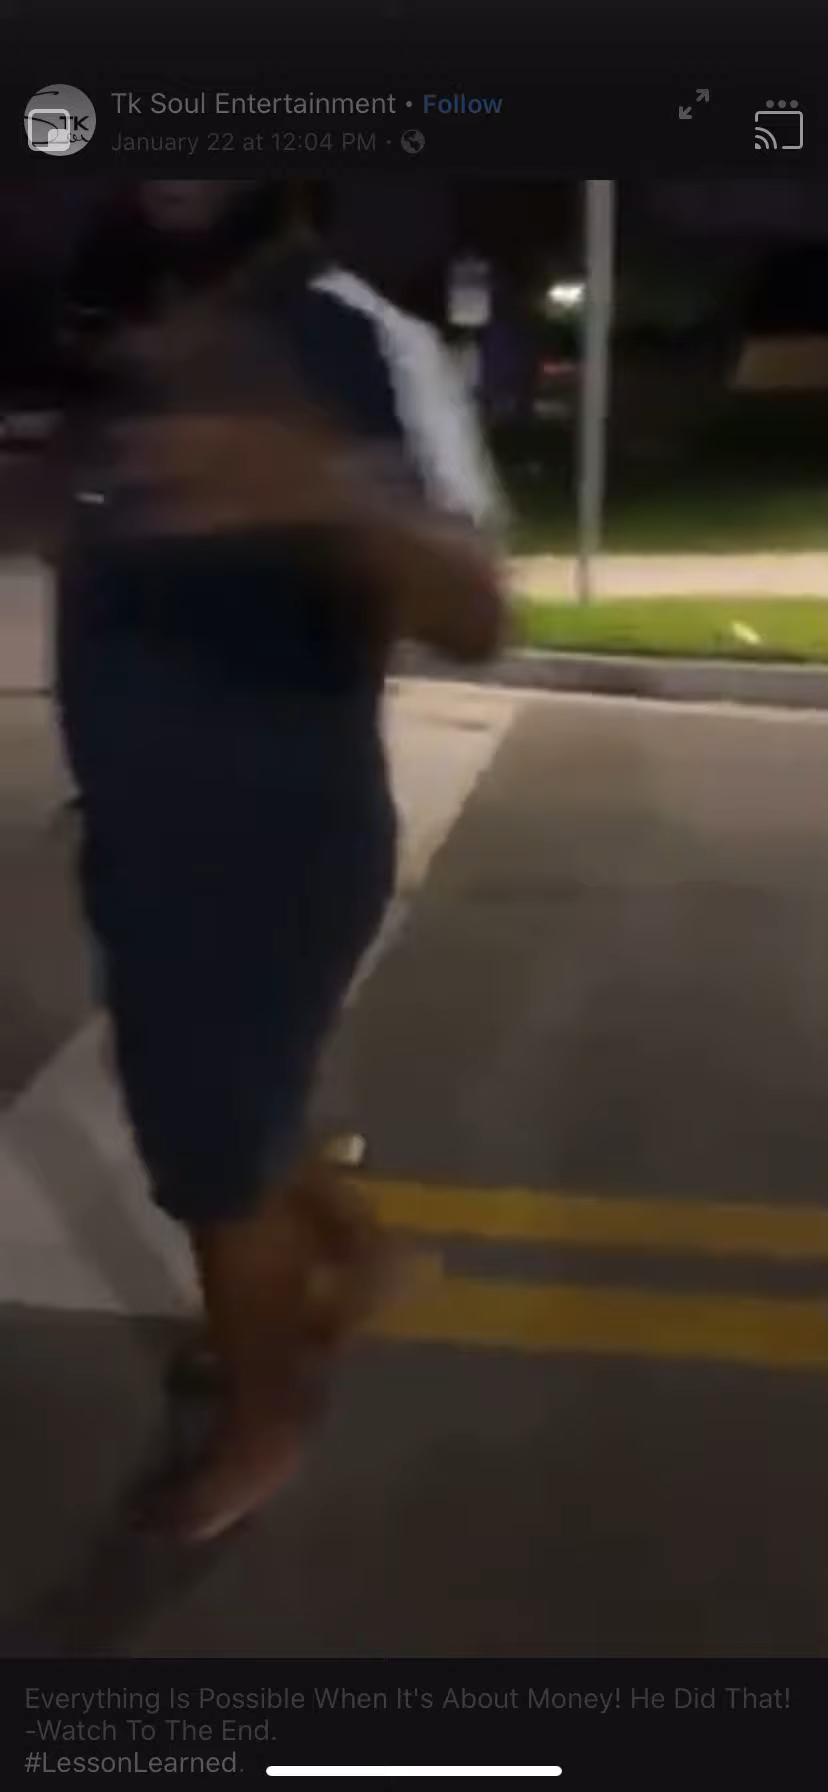 TK
Tk Soul Entertainment • Follow
January 22 at 12:04 PM ·
Everything Is Possible When It's About Money! He Did That!
-Watch To The End.
#LessonLearned.